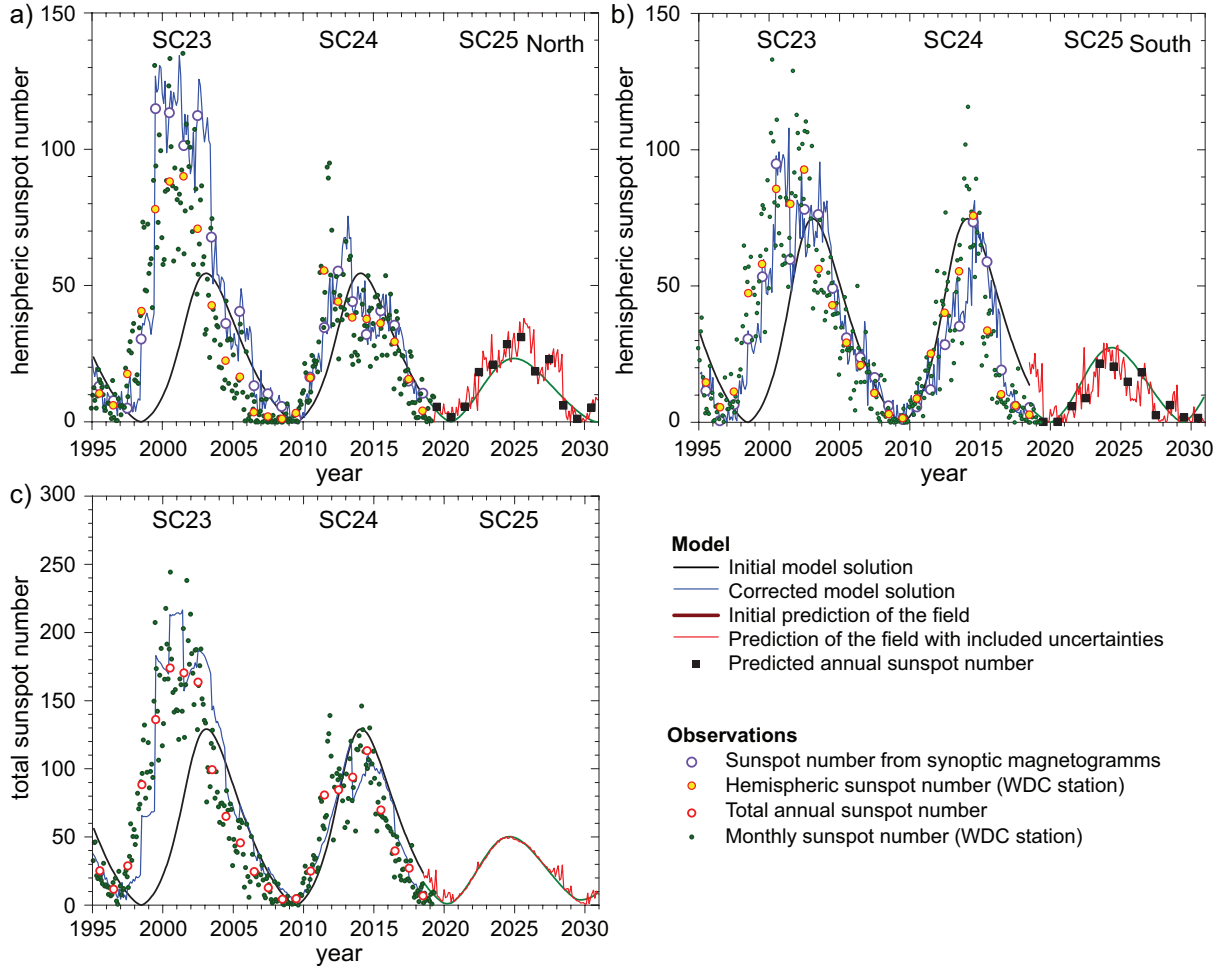 a)
150
100
50
0
hemispheric sunspot number
SC23
SC24
SC25
North
1995 2000 2005 2010 2015 2020 2025 2030
year
b)
150
100
50
0
hemispheric sunspot number
SC23
SC24
SC25
South
1995 2000 2005 2010 2015 2020 2025 2030
year
c)
300
250
200
150
100
50
0
total sunspot number
SC23
SC24
SC25
1995 2000 2005 2010 2015 2020 2025 2030
year
Model
Initial model solution
Corrected model solution
Initial prediction of the field
Prediction of the field with included uncertainties
Predicted annual sunspot number
Observations
Sunspot number from synoptic magnetogramms
Hemispheric sunspot number (WDC station)
Total annual sunspot number
Monthly sunspot number (WDC station)